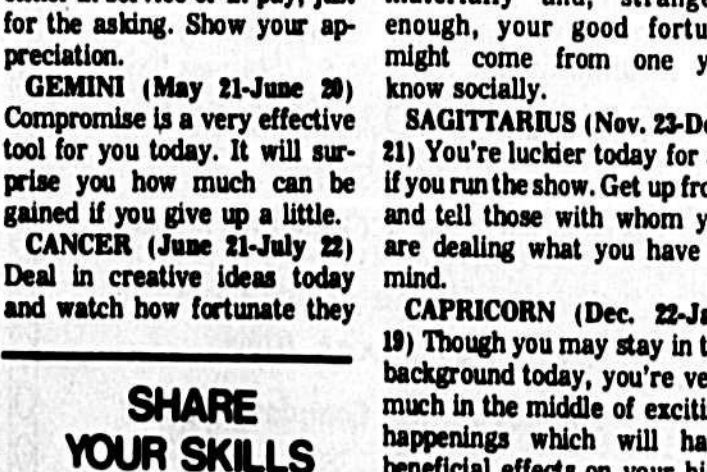 for the asking. Show your ap-
preciation.
GEMINI (May 21-June 20)
Compromise is a very effective
tool for you today. It will sur-
prise you how much can be
gained if you give up a little.
CANCER (June 21-July 22)
Deal in creative ideas today
and watch how fortunate they
SHARE
YOUR SKILLS
enough, your good fortu
might come from one y
know socially.
SAGITTARIUS (Nov. 23-De
21) You're luckier today for
if you run the show. Get up fro
and tell those with whom y
are dealing what you have
mind.
CAPRICORN (Dec. 22-Ja
19) Though you may stay in t
background today, you're ve
much in the middle of exciti
happenings which will ha
beneficial effects on your hi